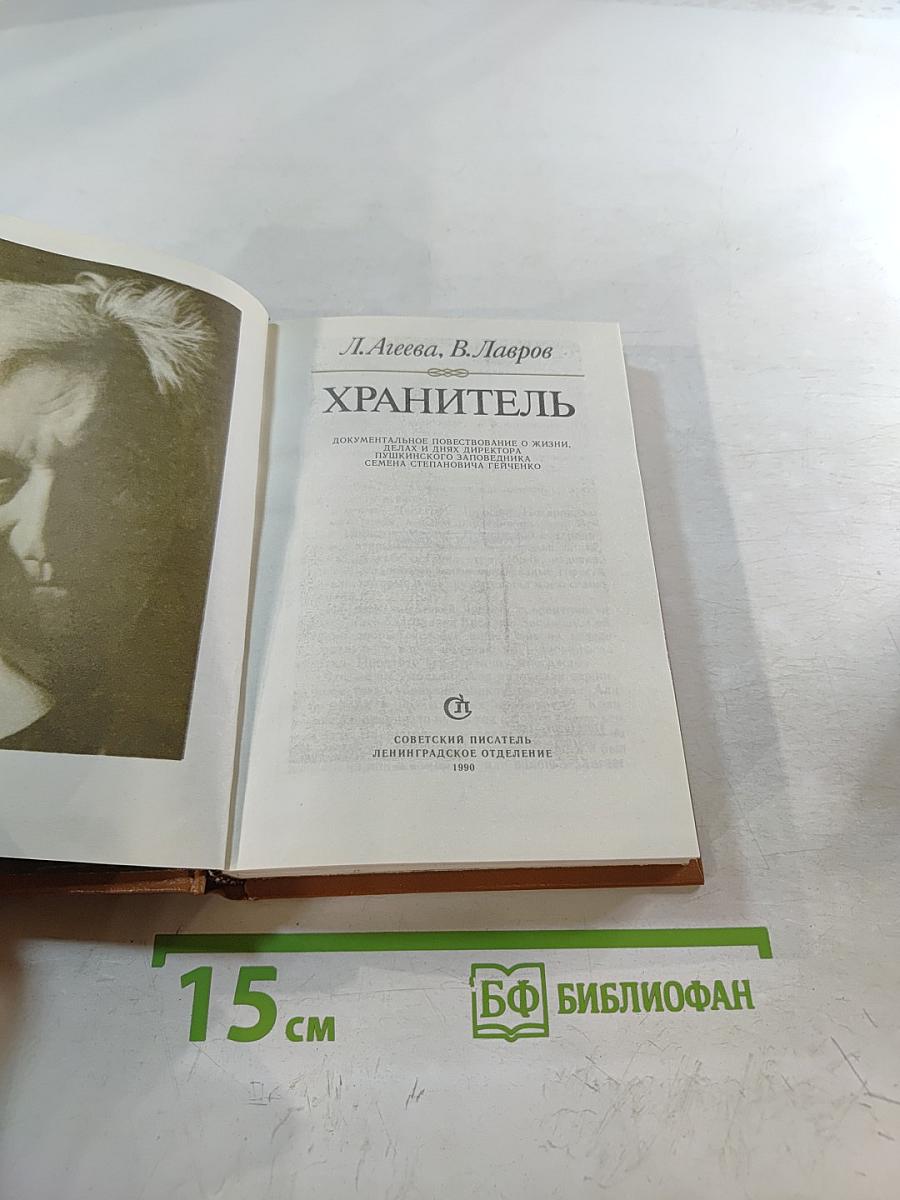 Л. Агеева, В. Лавров
ХРАНИТЕЛЬ
ДОКУМЕНТАЛЬНОЕ ПОВЕСТВОВАНИЕ О ЖИЗНИ,
ДЕЛАХ И ДНЯХ ДИРЕКТОРА
ПУШКИНСКОГО ЗАПОВЕДНИКА
СЕМЕНА СТЕПАНОВИЧА ГЕЙЧЕНКО
СП
СОВЕТСКИЙ ПИСАТЕЛЬ
ЛЕНИНГРАДСКОЕ ОТДЕЛЕНИЕ
1990
15 см
БФ БИБЛИОФАН